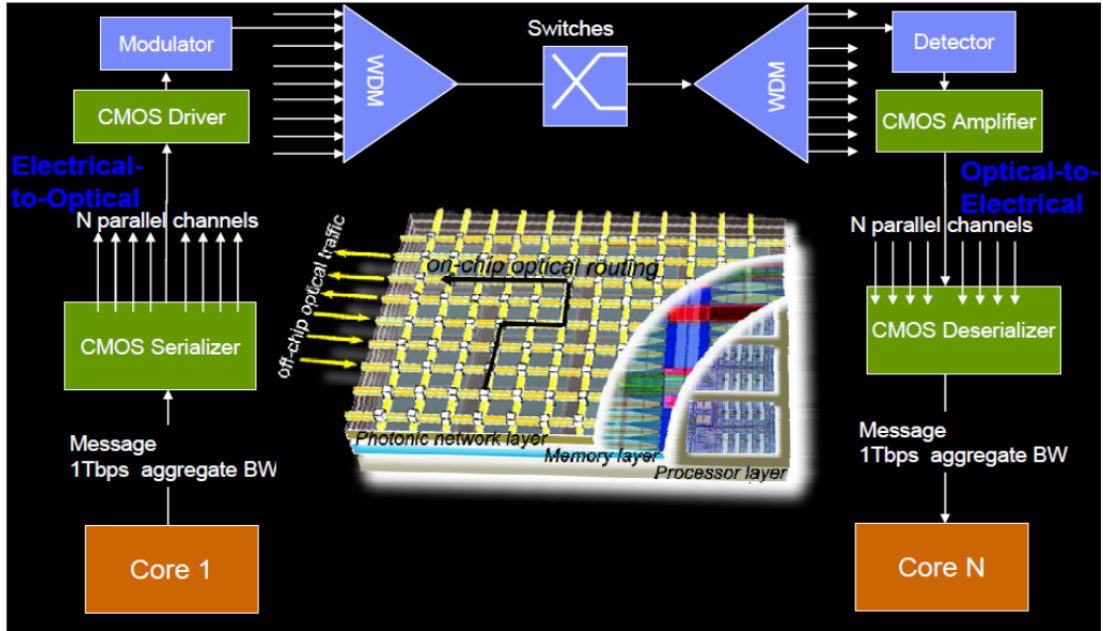 Modulator
CMOS Driver
Electrical-
to-Optical
N parallel channels
CMOS Serializer
Message
1Tbps aggregate BW
Core 1
WDM
Switches
WDM
off-chip optical traffic
on-chip optical routing
Photonic network layer
Memory layer
Processor layer
Detector
CMOS Amplifier
Optical-to-
Electrical
N parallel channels
CMOS Deserializer
Message
1Tbps aggregate BW
Core N